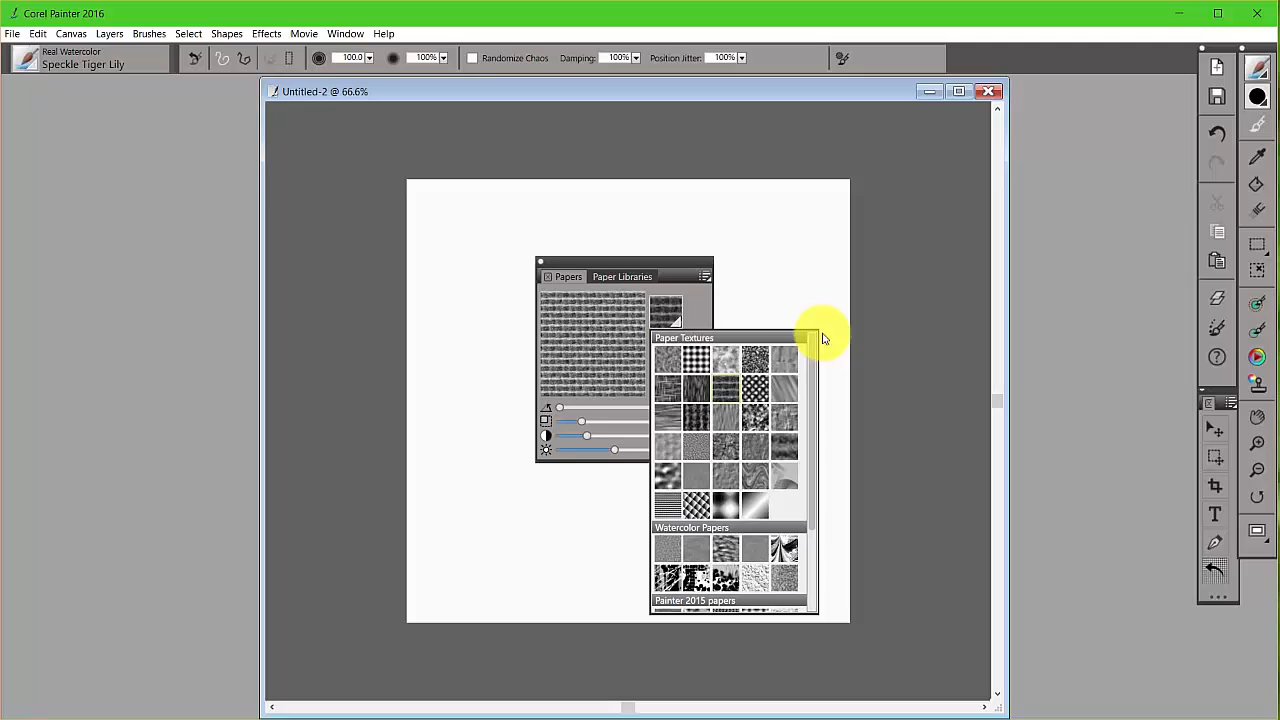 Corel Painter 2016
File Edit Canvas Layers Brushes Select Shapes Effects Movie Window Help
Real Watercolor
Speckle Tiger Lily
100.0 100% Randomize Chaos Damping: 100% Position Jitter: 100%
Untitled-2 @ 66.6%
Papers Paper Libraries
Paper Textures
Watercolor Papers
Painter 2015 papers